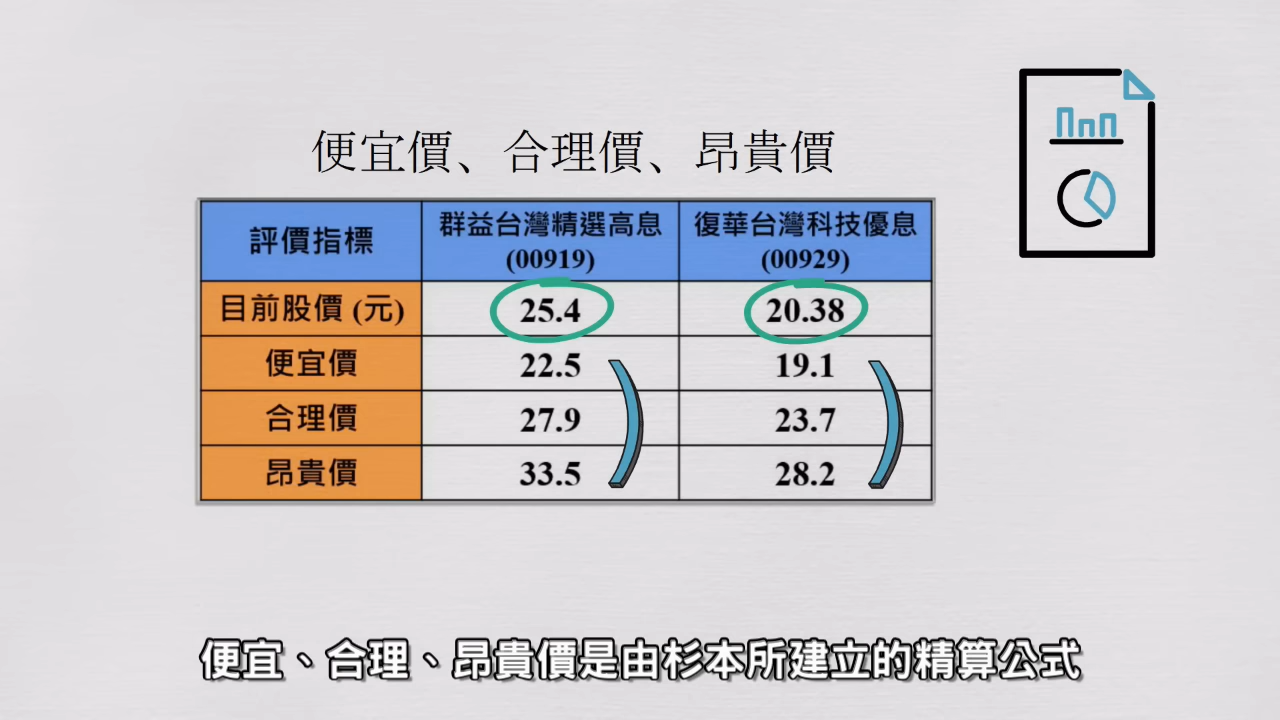 便宜價、合理價、昂貴價
評價指標 群益台灣精選高息 (00919) 復華台灣科技優息 (00929)
目前股價 (元) 25.4 20.38
便宜價 22.5 19.1
合理價 27.9 23.7
昂貴價 33.5 28.2
便宜、合理、昂貴價是由杉本所建立的精算公式